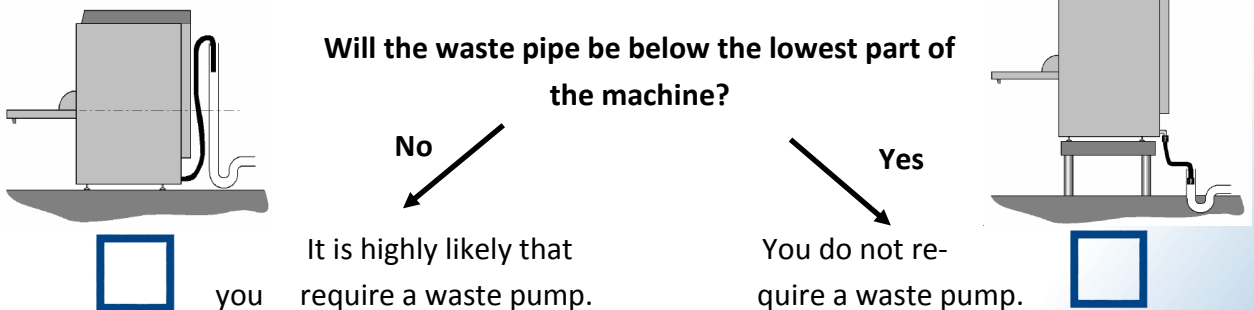 Will the waste pipe be below the lowest part of
the machine?
No
Yes
It is highly likely that
you require a waste pump.
You do not re-
quire a waste pump.